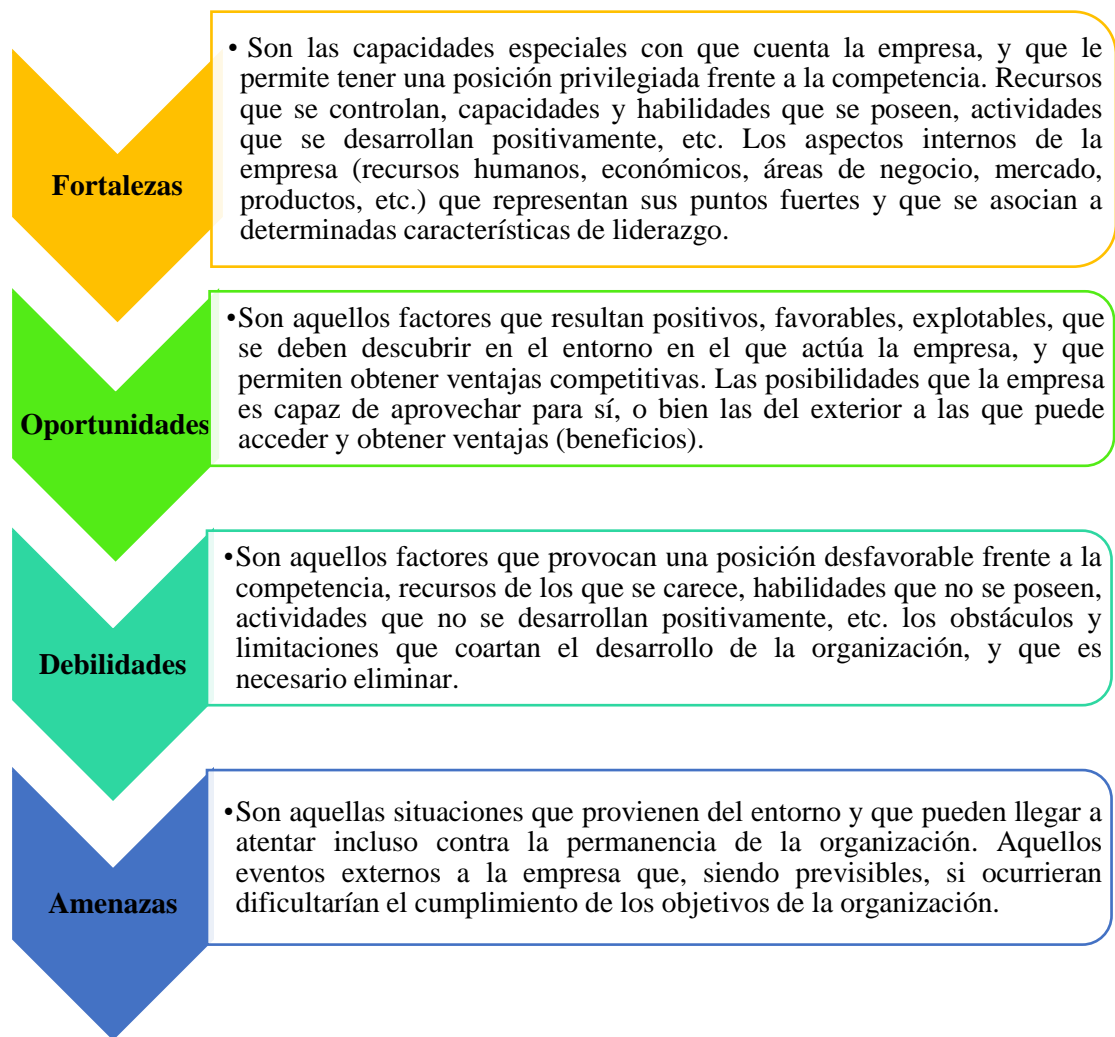 Fortalezas
• Son las capacidades especiales con que cuenta la empresa, y que le
permite tener una posición privilegiada frente a la competencia. Recursos
que se controlan, capacidades y habilidades que se poseen, actividades
que se desarrollan positivamente, etc. Los aspectos internos de la
empresa (recursos humanos, económicos, áreas de negocio, mercado,
productos, etc.) que representan sus puntos fuertes y que se asocian a
determinadas características de liderazgo.
Oportunidades
•Son aquellos factores que resultan positivos, favorables, explotables, que
se deben descubrir en el entorno en el que actúa la empresa, y que
permiten obtener ventajas competitivas. Las posibilidades que la empresa
es capaz de aprovechar para sí, o bien las del exterior a las que puede
acceder y obtener ventajas (beneficios).
Debilidades
•Son aquellos factores que provocan una posición desfavorable frente a la
competencia, recursos de los que se carece, habilidades que no se poseen,
actividades que no se desarrollan positivamente, etc. los obstáculos y
limitaciones que coartan el desarrollo de la organización, y que es
necesario eliminar.
Amenazas
•Son aquellas situaciones que provienen del entorno y que pueden llegar a
atentar incluso contra la permanencia de la organización. Aquellos
eventos externos a la empresa que, siendo previsibles, si ocurrieran
dificultarían el cumplimiento de los objetivos de la organización.